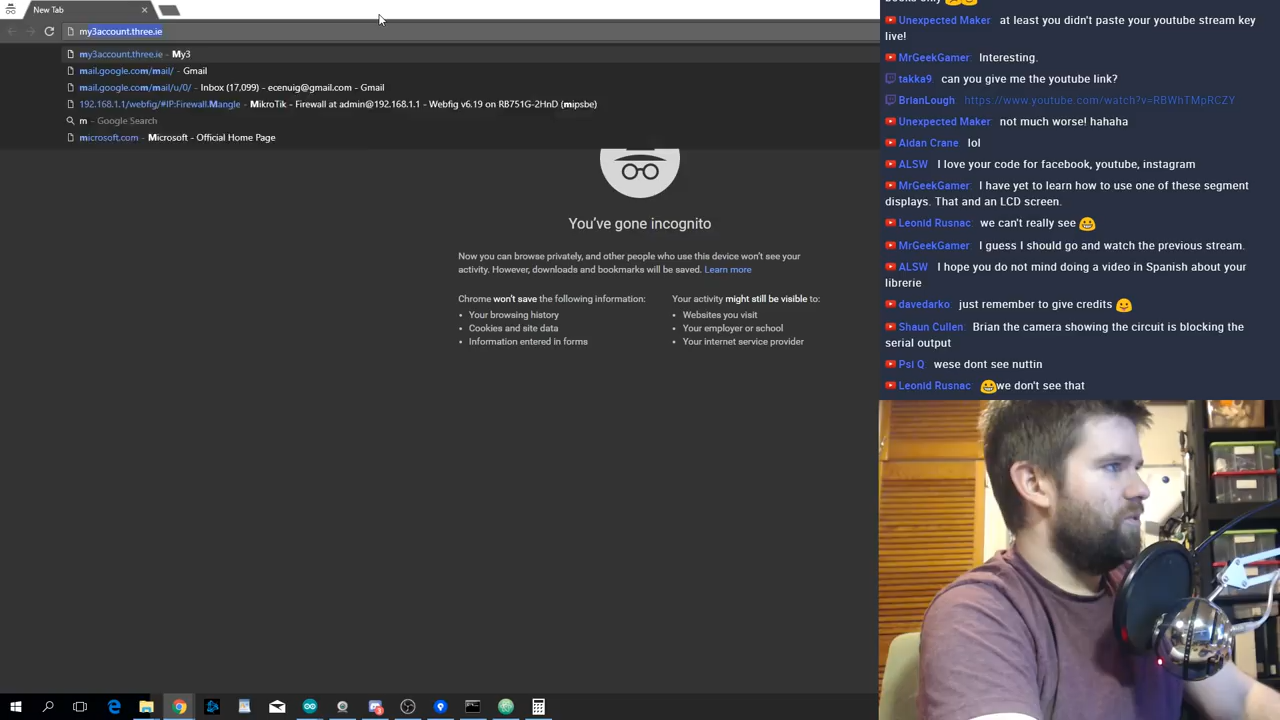 New Tab
my3account.three.ie
my3account.three.ie - My3
mail.google.com/mail/ - Gmail
mail.google.com/mail/u/0/ - Inbox (17,099) - ecenuig@gmail.com - Gmail
192.168.1.1/webfig/#IP:Firewall.Mangle - MikroTik - Firewall at admin@192.168.1.1 - Webfig v6.19 on RB751G-2HnD (mipsbe)
m - Google Search
microsoft.com - Microsoft - Official Home Page
You've gone incognito
Now you can browse privately, and other people who use this device won't see your
activity. However, downloads and bookmarks will be saved. Learn more
Chrome won't save the following information:
Your browsing history
Cookies and site data
Information entered in forms
Your activity might still be visible to:
Websites you visit
Your employer or school
Your internet service provider
Unexpected Maker at least you didn't paste your youtube stream key
live!
MrGeekGamer Interesting.
takka9 can you give me the youtube link?
BrianLough https://www.youtube.com/watch?v=RBWhTMpRCZY
Unexpected Maker not much worse! hahaha
Aidan Crane lol
ALSW I love your code for facebook, youtube, instagram
MrGeekGamer I have yet to learn how to use one of these segment
displays. That and an LCD screen.
Leonid Rusnac we can't really see 😀
MrGeekGamer I guess I should go and watch the previous stream.
ALSW I hope you do not mind doing a video in Spanish about your
librerie
davedarko just remember to give credits 😛
Shaun Cullen Brian the camera showing the circuit is blocking the
serial output
Psi Q wese dont see nuttin
Leonid Rusnac 😀we don't see that